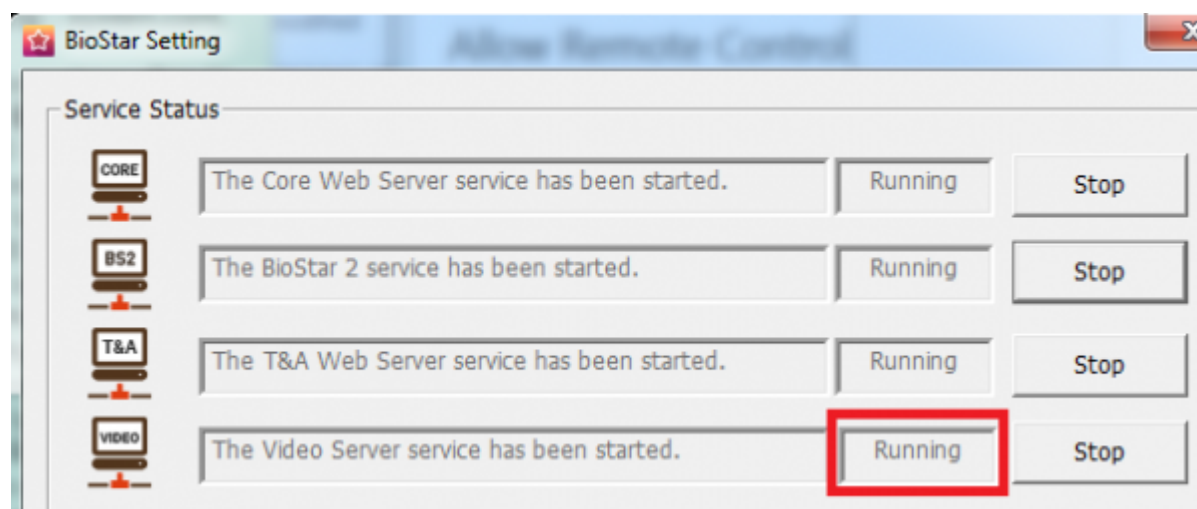 BioStar Setting
Allow Remote Control
Service Status
CORE
The Core Web Server service has been started. Running Stop
BS2
The BioStar 2 service has been started. Running Stop
T&A
The T&A Web Server service has been started. Running Stop
VIDEO
The Video Server service has been started. Running Stop